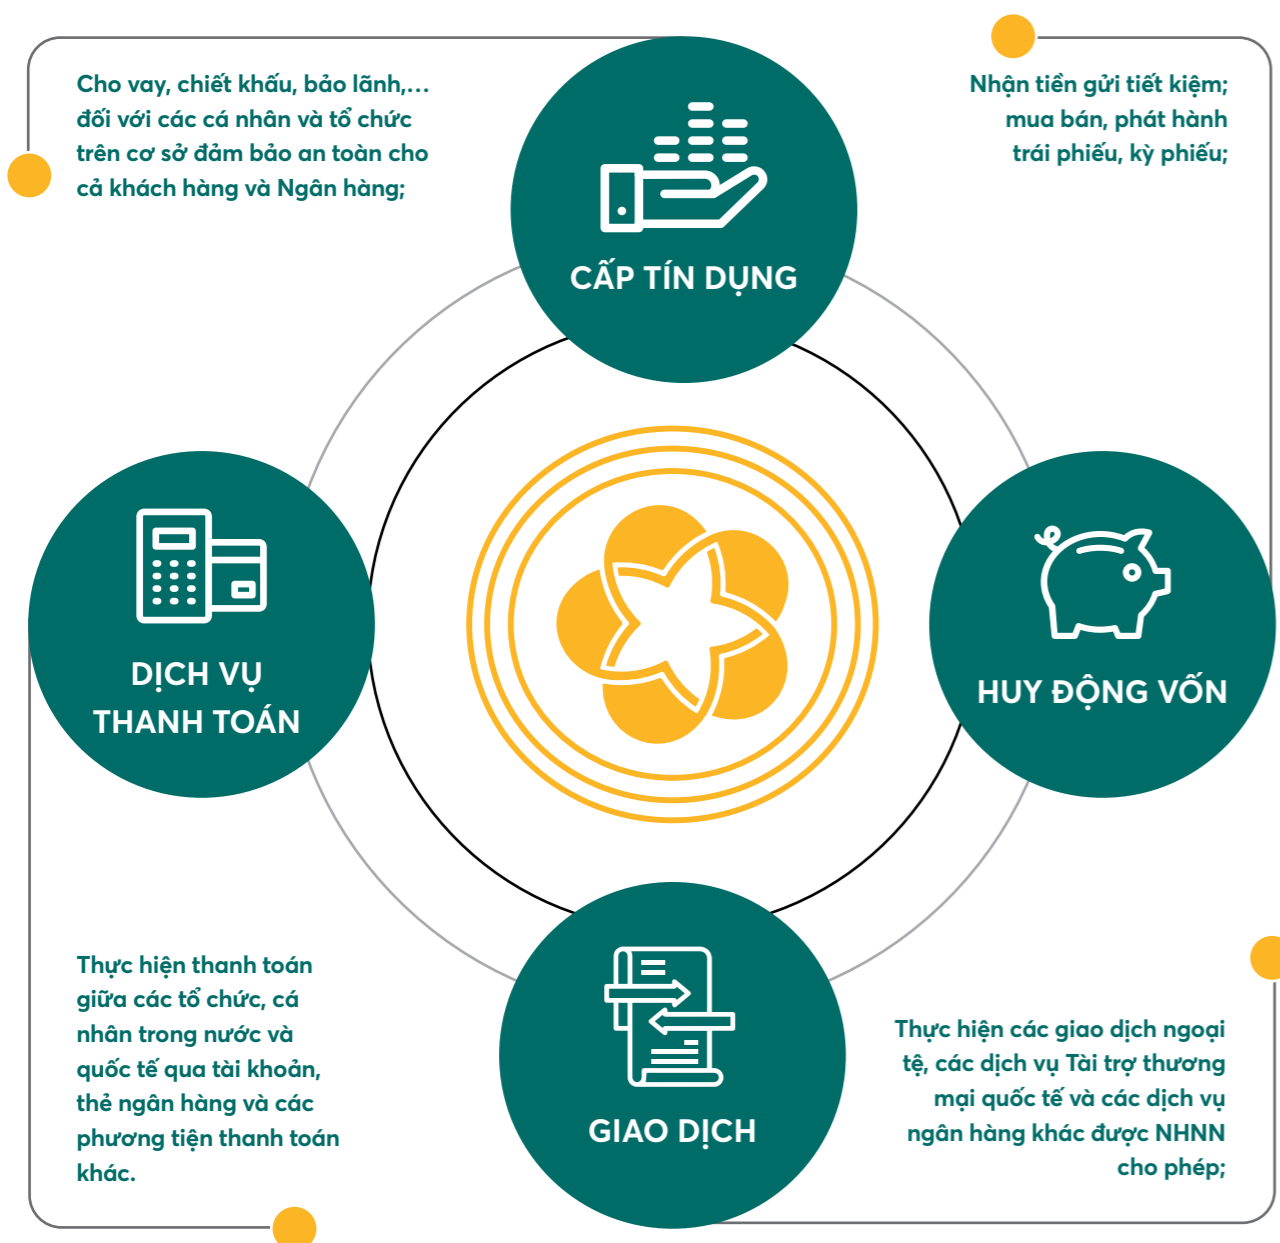 Cho vay, chiết khấu, bảo lãnh,...
đối với các cá nhân và tổ chức
trên cơ sở đảm bảo an toàn cho
cả khách hàng và Ngân hàng;
CẤP TÍN DỤNG
Nhận tiền gửi tiết kiệm;
mua bán, phát hành
trái phiếu, kỳ phiếu;
HUY ĐỘNG VỐN
DỊCH VỤ
THANH TOÁN
Thực hiện thanh toán
giữa các tổ chức, cá
nhân trong nước và
quốc tế qua tài khoản,
thẻ ngân hàng và các
phương tiện thanh toán
khác.
GIAO DỊCH
Thực hiện các giao dịch ngoại
tệ, các dịch vụ Tài trợ thương
mại quốc tế và các dịch vụ
ngân hàng khác được NHNN
cho phép;